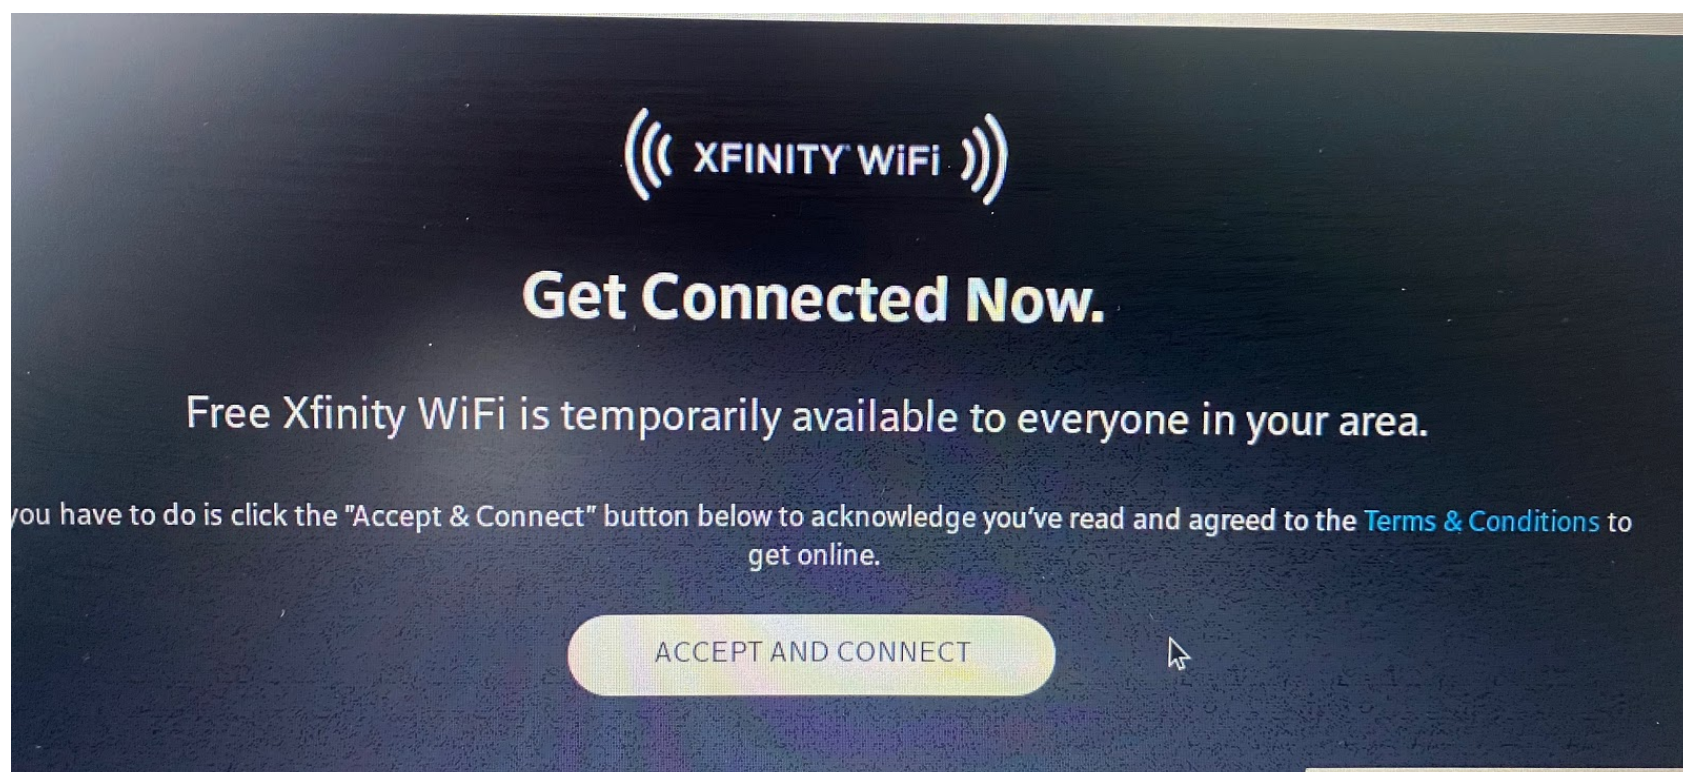 XFINITY WiFi
Get Connected Now.
Free Xfinity WiFi is temporarily available to everyone in your area.
you have to do is click the "Accept & Connect" button below to acknowledge you've read and agreed to the Terms & Conditions to
get online.
ACCEPT AND CONNECT